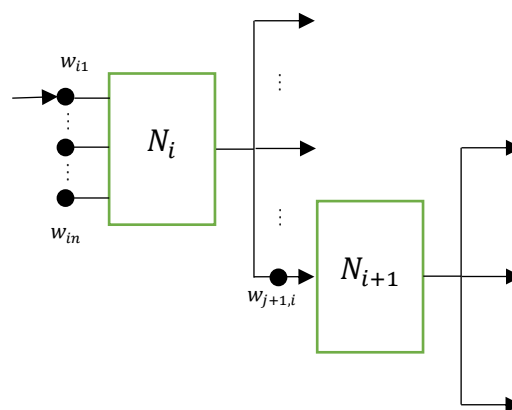 w_{i1}
N_i
⋮
⋮
⋮
w_{in}
⋮
w_{j+1,i}
N_{i+1}